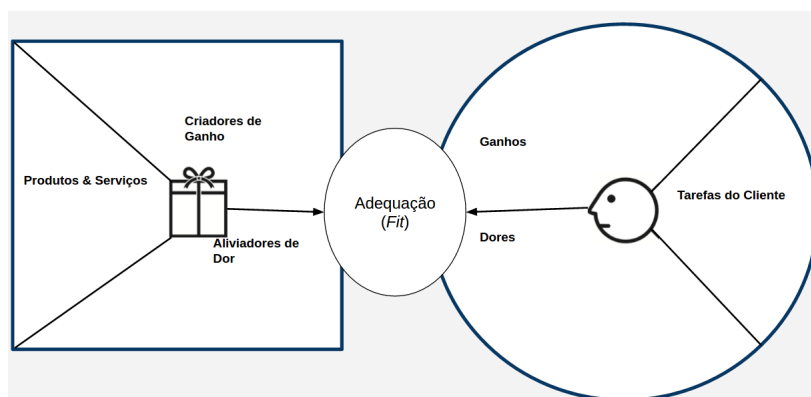 Criadores de
Ganho
Produtos & Serviços
Aliviadores de
Dor
Adequação
(Fit)
Ganhos
Dores
Tarefas do Cliente